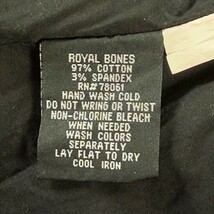 ROYAL BONES
97% COTTON
3% SPANDEX
RN#78061
HAND WASH COLD
DO NOT WRING OR TWIST
NON-CHLORINE BLEACH
WHEN NEEDED
WASH COLORS
SEPARATELY
LAY FLAT TO DRY
COOL IRON